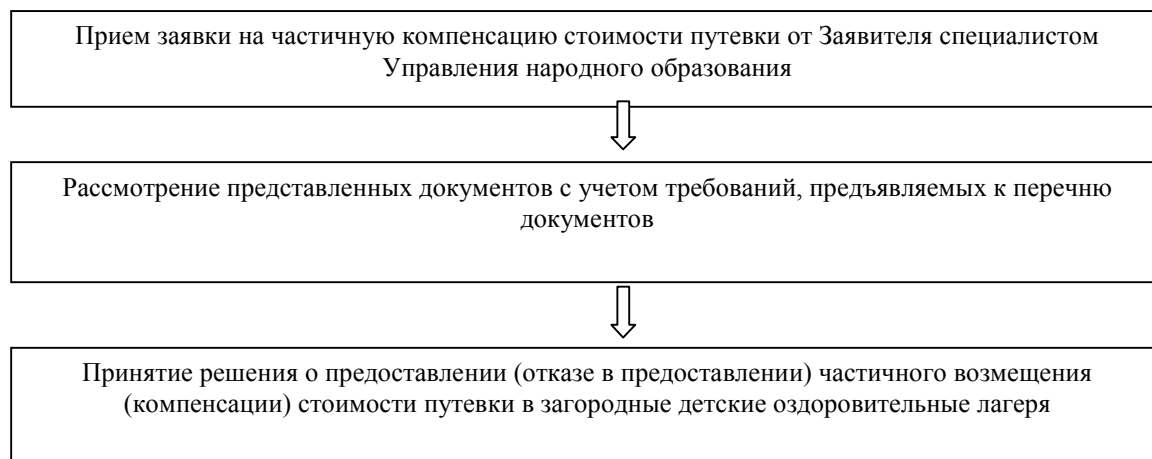 Прием заявки на частичную компенсацию стоимости путевки от Заявителя специалистом
Управления народного образования
Рассмотрение представленных документов с учетом требований, предъявляемых к перечню
документов
Принятие решения о предоставлении (отказе в предоставлении) частичного возмещения
(компенсации) стоимости путевки в загородные детские оздоровительные лагеря